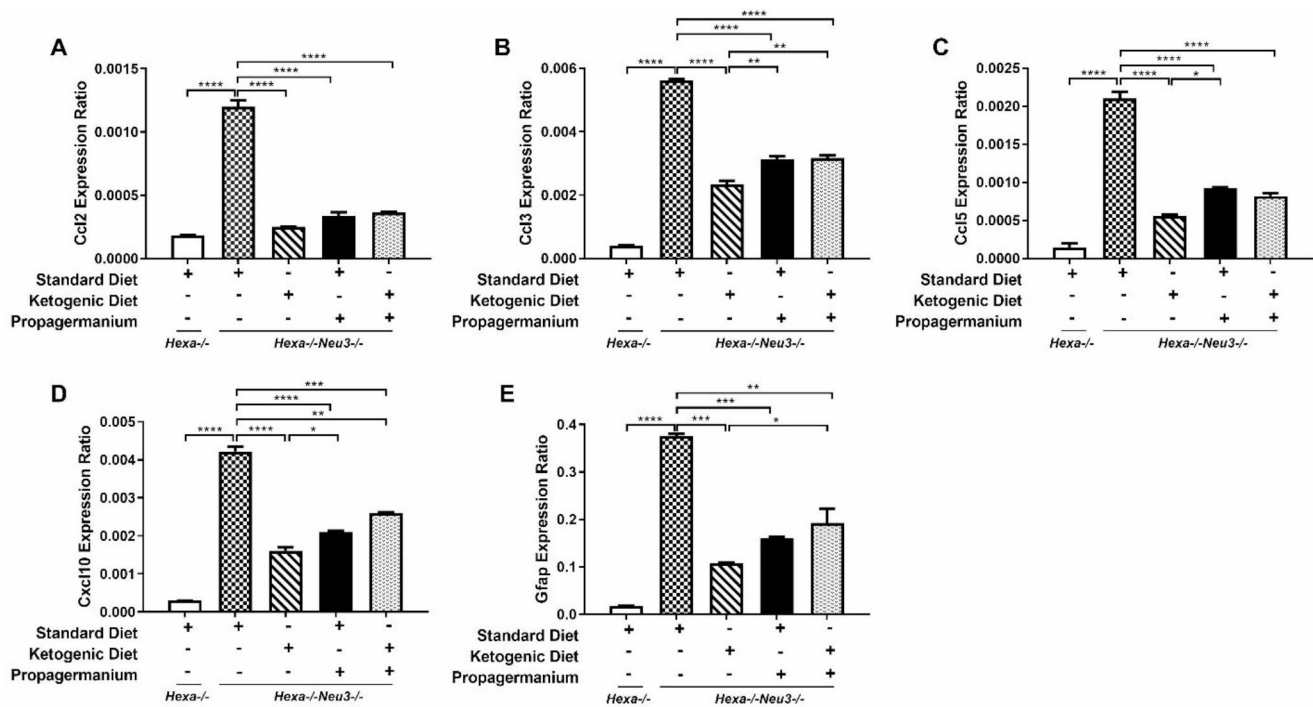 A
Ccl2 Expression Ratio
0.0015
0.0010
0.0005
0.0000
**** **** **** ****
Standard Diet + + - + -
Ketogenic Diet - - + - +
Propagermanium - - - + +
Hexa-/- Hexa-/-Neu3-/-
B
Ccl3 Expression Ratio
0.006
0.004
0.002
0.000
****
****
**
**** **** **
Standard Diet + + - + -
Ketogenic Diet - - + - +
Propagermanium - - - + +
Hexa-/- Hexa-/-Neu3-/-
C
Ccl5 Expression Ratio
0.0025
0.0020
0.0015
0.0010
0.0005
0.0000
****
****
**** **** *
Standard Diet + + - + -
Ketogenic Diet - - + - +
Propagermanium - - - + +
Hexa-/- Hexa-/-Neu3-/-
D
Cxcl10 Expression Ratio
0.005
0.004
0.003
0.002
0.001
0.000
***
****
**
**** **** *
Standard Diet + + - + -
Ketogenic Diet - - + - +
Propagermanium - - - + +
Hexa-/- Hexa-/-Neu3-/-
E
Gfap Expression Ratio
0.4
0.3
0.2
0.1
0.0
**
***
**** *** *
Standard Diet + + - + -
Ketogenic Diet - - + - +
Propagermanium - - - + +
Hexa-/- Hexa-/-Neu3-/-